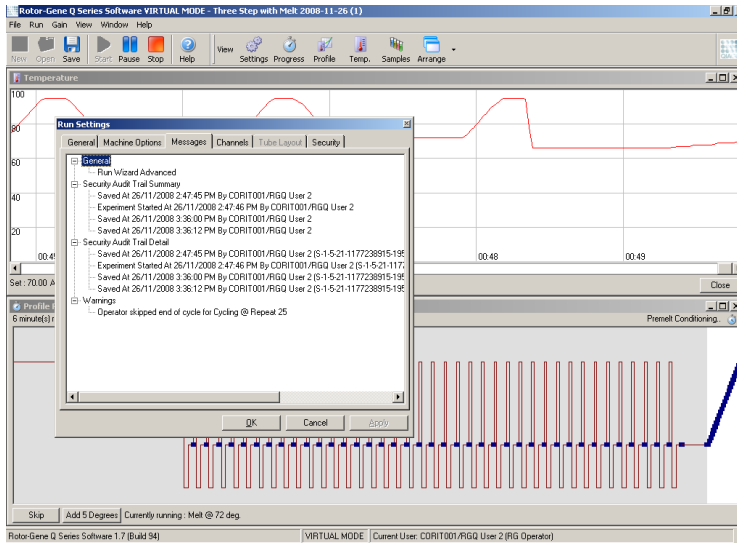 Rotor-Gene Q Series Software VIRTUAL MODE - Three Step with Melt 2008-11-26 (1)
File Run Gain View Window Help
New Open Save Start Pause Stop Help View Settings Progress Profile Temp. Samples Arrange
Temperature
100
80
60
40
20
00:48
00:49
Run Settings
General Machine Options Messages Channels Tube Layout Security
General
Run Wizard Advanced
Security Audit Trail Summary
Saved At 26/11/2008 2:47:45 PM By CORIT001/RGQ User 2
Experiment Started At 26/11/2008 2:47:46 PM By CORIT001/RGQ User 2
Saved At 26/11/2008 3:36:00 PM By CORIT001/RGQ User 2
Saved At 26/11/2008 3:36:12 PM By CORIT001/RGQ User 2
Security Audit Trail Detail
Saved At 26/11/2008 2:47:45 PM By CORIT001/RGQ User 2 (S-1-5-21-1177238915-195
Experiment Started At 26/11/2008 2:47:46 PM By CORIT001/RGQ User 2 (S-1-5-21-1177
Saved At 26/11/2008 3:36:00 PM By CORIT001/RGQ User 2 (S-1-5-21-1177238915-195
Saved At 26/11/2008 3:36:12 PM By CORIT001/RGQ User 2 (S-1-5-21-1177238915-195
Warnings
Operator skipped end of cycle for Cycling @ Repeat 25
OK Cancel Apply
Set : 70.00
Close
Profile
6 minute(s)
Premelt Conditioning..
Skip Add 5 Degrees Currently running : Melt @ 72 deg.
Rotor-Gene Q Series Software 1.7 (Build 94) VIRTUAL MODE Current User: CORIT001/RGQ User 2 (RG Operator)